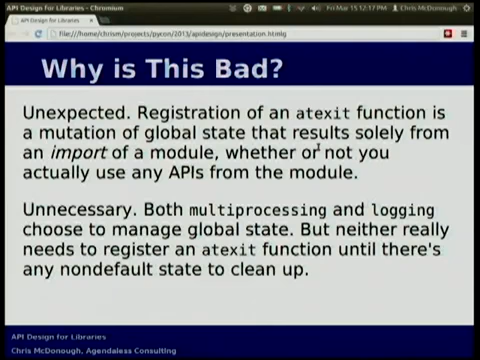 API Design for Libraries - Chromium
Fri Mar 15 12:17 PM
Chris McDonough
API Design for Libraries
file:///home/chrism/projects/pycon/2013/apidesign/presentation.html
Why is This Bad?
Unexpected. Registration of an atexit function is
a mutation of global state that results solely from
an import of a module, whether or not you
actually use any APIs from the module.
Unnecessary. Both multiprocessing and logging
choose to manage global state. But neither really
needs to register an atexit function until there's
any nondefault state to clean up.
API Design for Libraries
Chris McDonough, Agendaless Consulting